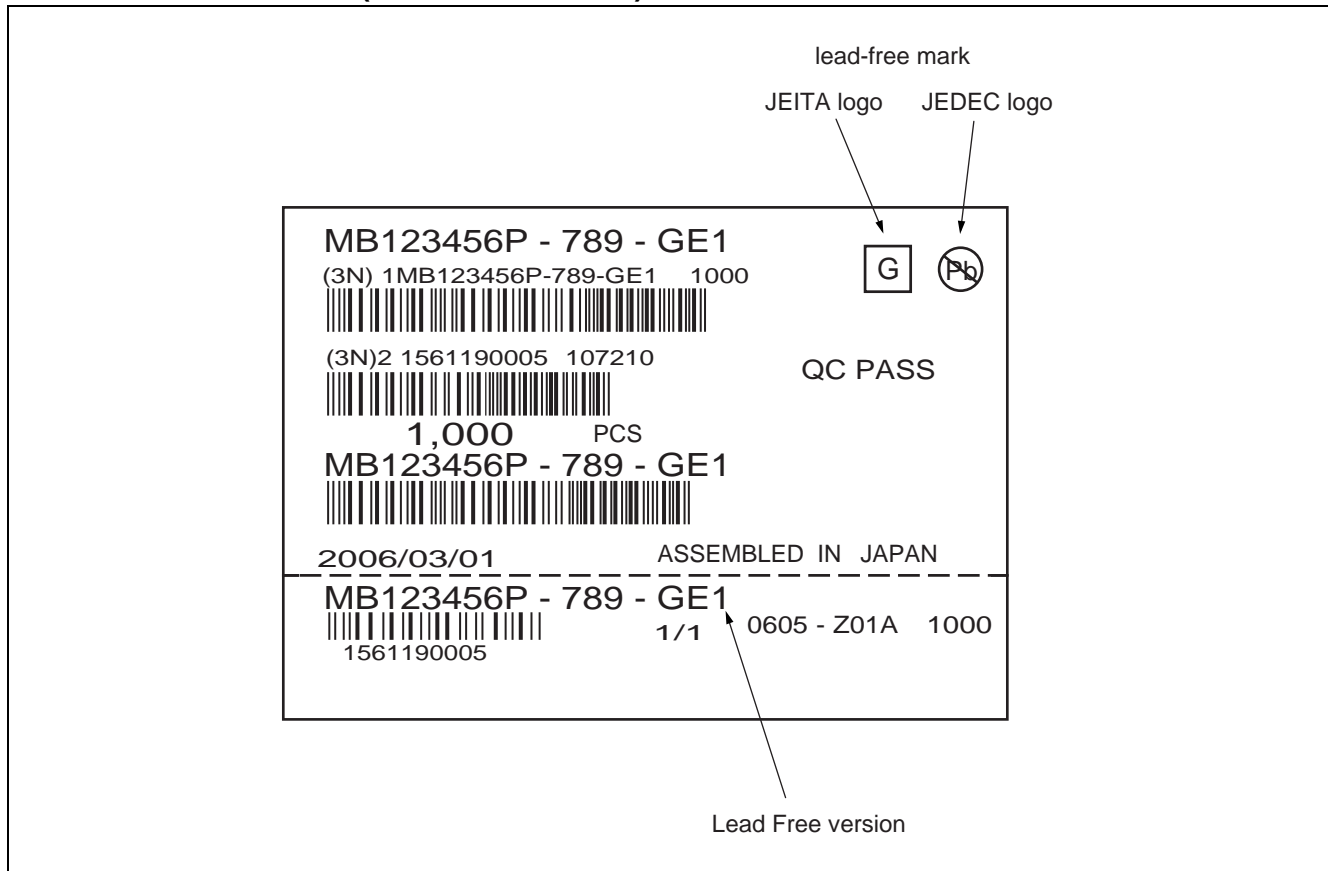 lead-free mark
JEITA logo JEDEC logo
MB123456P - 789 - GE1
(3N) 1MB123456P-789-GE1 1000
G Pb
(3N)2 1561190005 107210
QC PASS
1,000 PCS
MB123456P - 789 - GE1
2006/03/01 ASSEMBLED IN JAPAN
MB123456P - 789 - GE1
1/1 0605 - Z01A 1000
1561190005
Lead Free version